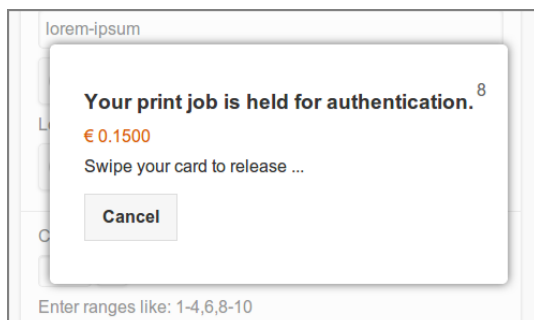 lorem-ipsum
Your print job is held for authentication. 8
€ 0.1500
Swipe your card to release ...
Cancel
Enter ranges like: 1-4,6,8-10